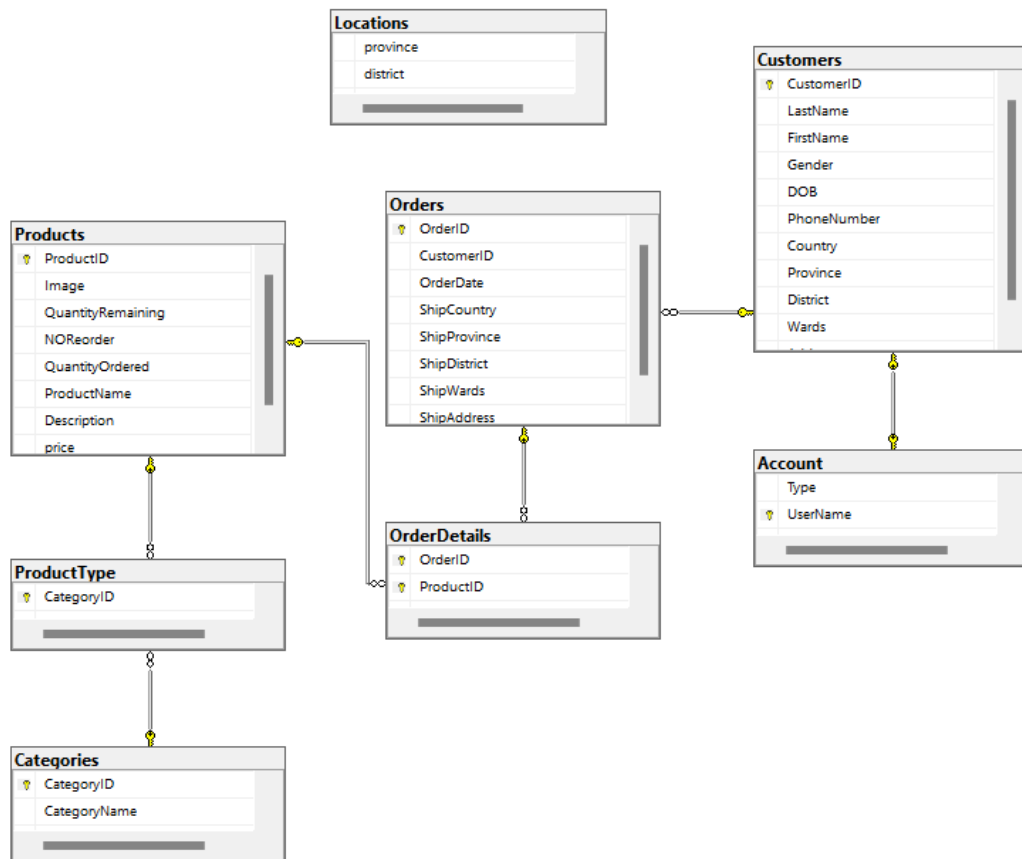 Locations
province
district
Customers
CustomerID
LastName
FirstName
Gender
DOB
PhoneNumber
Country
Province
District
Wards
Orders
OrderID
CustomerID
OrderDate
ShipCountry
ShipProvince
ShipDistrict
ShipWards
ShipAddress
Products
ProductID
Image
QuantityRemaining
NOReorder
QuantityOrdered
ProductName
Description
price
Account
Type
UserName
OrderDetails
OrderID
ProductID
ProductType
CategoryID
Categories
CategoryID
CategoryName